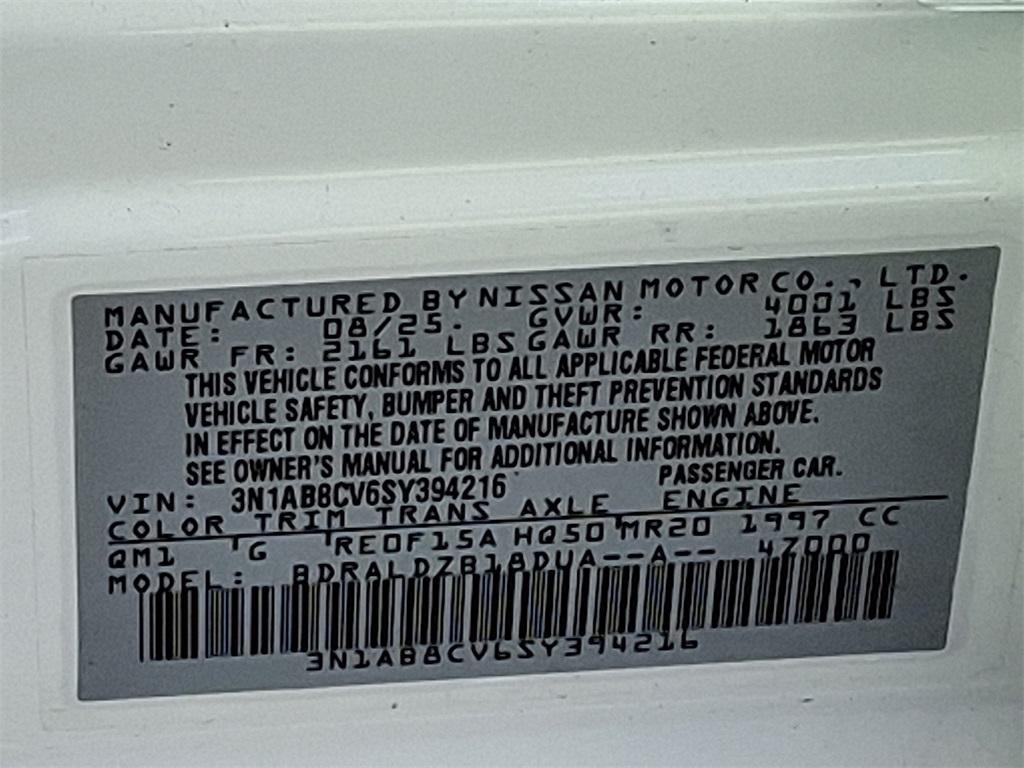 MANUFACTURED BY NISSAN MOTOR CO., LTD.
DATE: 08/25. GVWR: 4001 LBS
GAWR FR: 2161 LBS GAWR RR: 1863 LBS
THIS VEHICLE CONFORMS TO ALL APPLICABLE FEDERAL MOTOR
VEHICLE SAFETY, BUMPER AND THEFT PREVENTION STANDARDS
IN EFFECT ON THE DATE OF MANUFACTURE SHOWN ABOVE.
SEE OWNER'S MANUAL FOR ADDITIONAL INFORMATION.
VIN: 3N1AB8CV6SY394216 PASSENGER CAR.
COLOR TRIM TRANS AXLE ENGINE
QM1 G RE0F15A HQ50 MR20 1997 CC
MODEL: BDRALDZB18DUA--A-- 47000
3N1AB8CV6SY394216